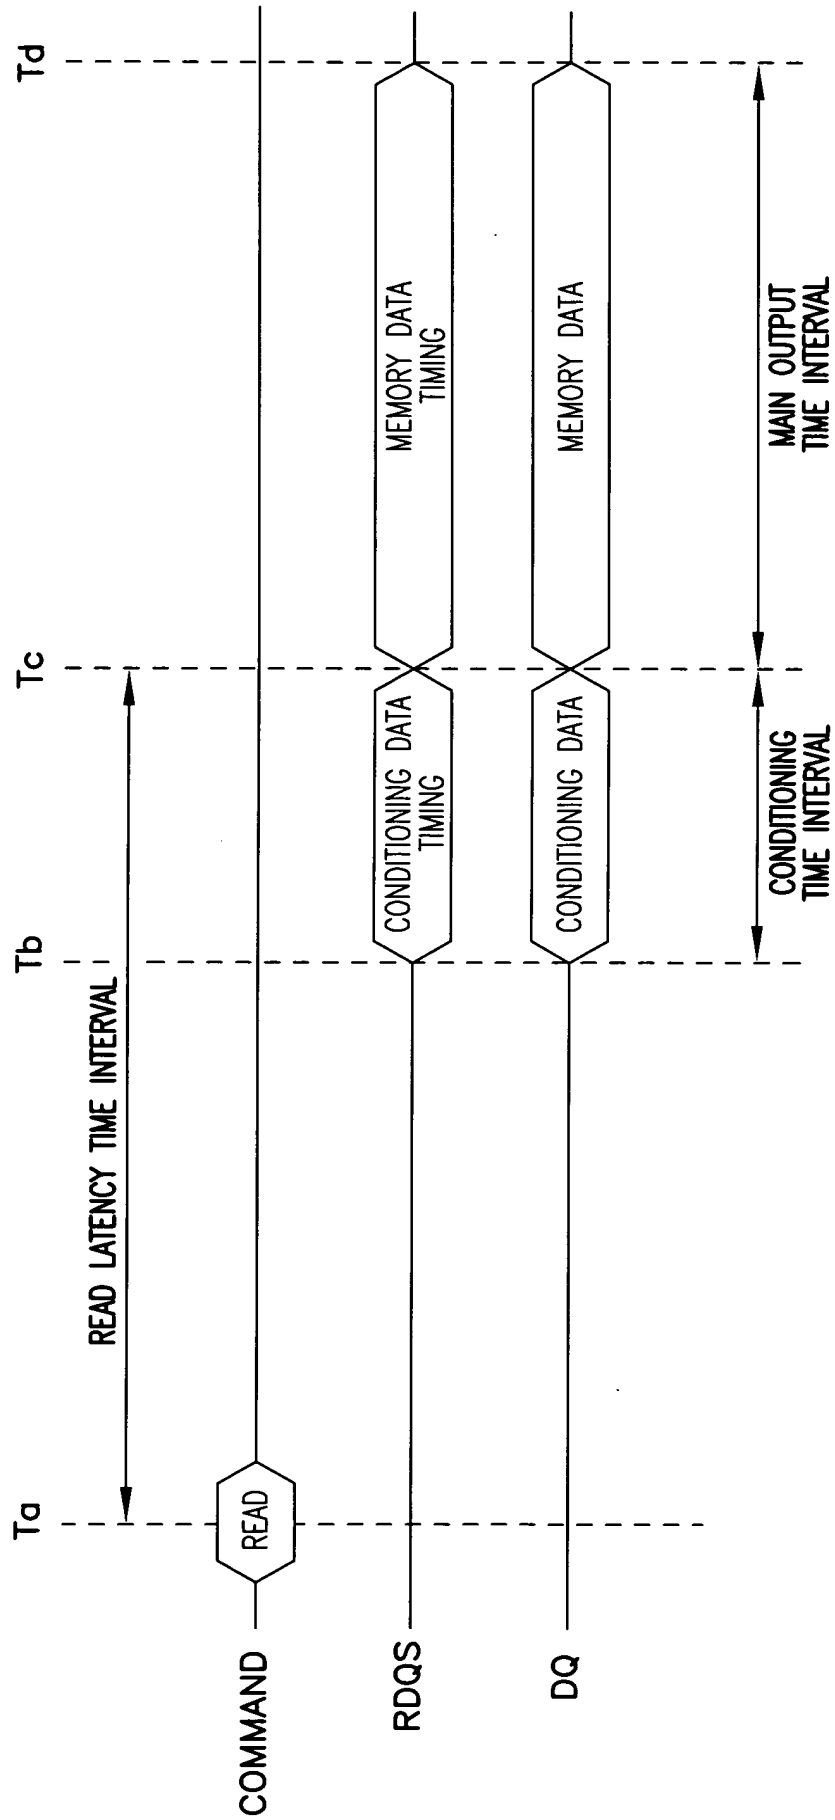 Ta
Tb
Tc
Td
READ LATENCY TIME INTERVAL
COMMAND
READ
RDQS
CONDITIONING DATA
TIMING
MEMORY DATA
TIMING
DQ
CONDITIONING DATA
MEMORY DATA
CONDITIONING
TIME INTERVAL
MAIN OUTPUT
TIME INTERVAL